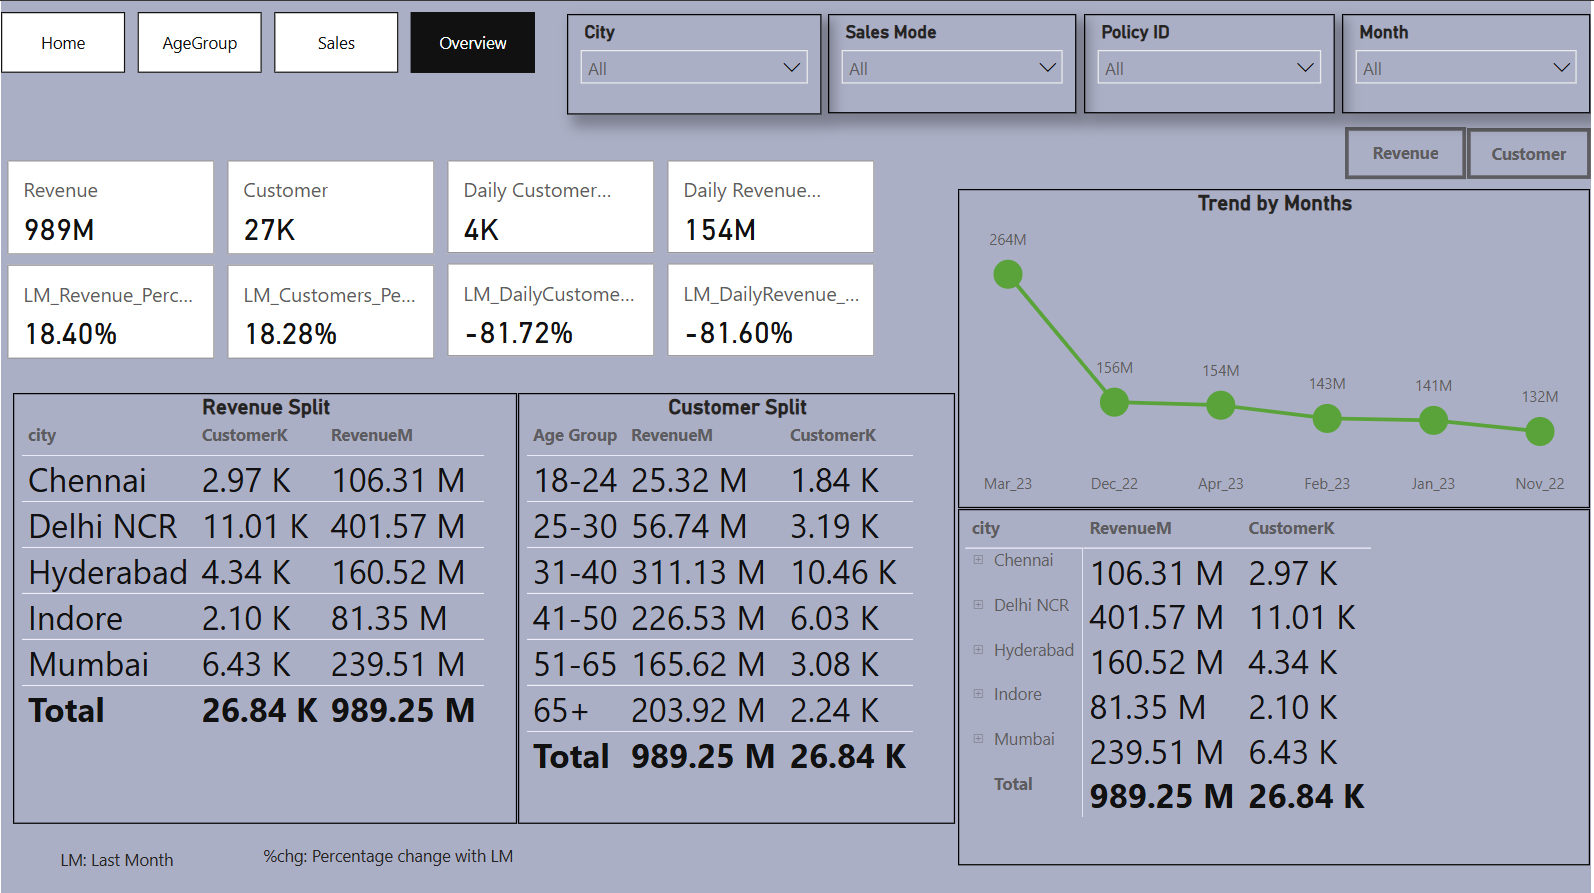 Home
AgeGroup
Sales
Overview
City
All
Sales Mode
All
Policy ID
All
Month
All
Revenue
Customer
Revenue
989M
Customer
27K
Daily Customer...
4K
Daily Revenue...
154M
LM_Revenue_Perc...
18.40%
LM_Customers_Pe...
18.28%
LM_DailyCustome...
-81.72%
LM_DailyRevenue_...
-81.60%
Trend by Months
264M
156M
154M
143M
141M
132M
Mar_23
Dec_22
Apr_23
Feb_23
Jan_23
Nov_22
Revenue Split
city CustomerK RevenueM
Chennai 2.97 K 106.31 M
Delhi NCR 11.01 K 401.57 M
Hyderabad 4.34 K 160.52 M
Indore 2.10 K 81.35 M
Mumbai 6.43 K 239.51 M
Total 26.84 K 989.25 M
Customer Split
Age Group RevenueM CustomerK
18-24 25.32 M 1.84 K
25-30 56.74 M 3.19 K
31-40 311.13 M 10.46 K
41-50 226.53 M 6.03 K
51-65 165.62 M 3.08 K
65+ 203.92 M 2.24 K
Total 989.25 M 26.84 K
city RevenueM CustomerK
Chennai 106.31 M 2.97 K
Delhi NCR 401.57 M 11.01 K
Hyderabad 160.52 M 4.34 K
Indore 81.35 M 2.10 K
Mumbai 239.51 M 6.43 K
Total 989.25 M 26.84 K
LM: Last Month
%chg: Percentage change with LM